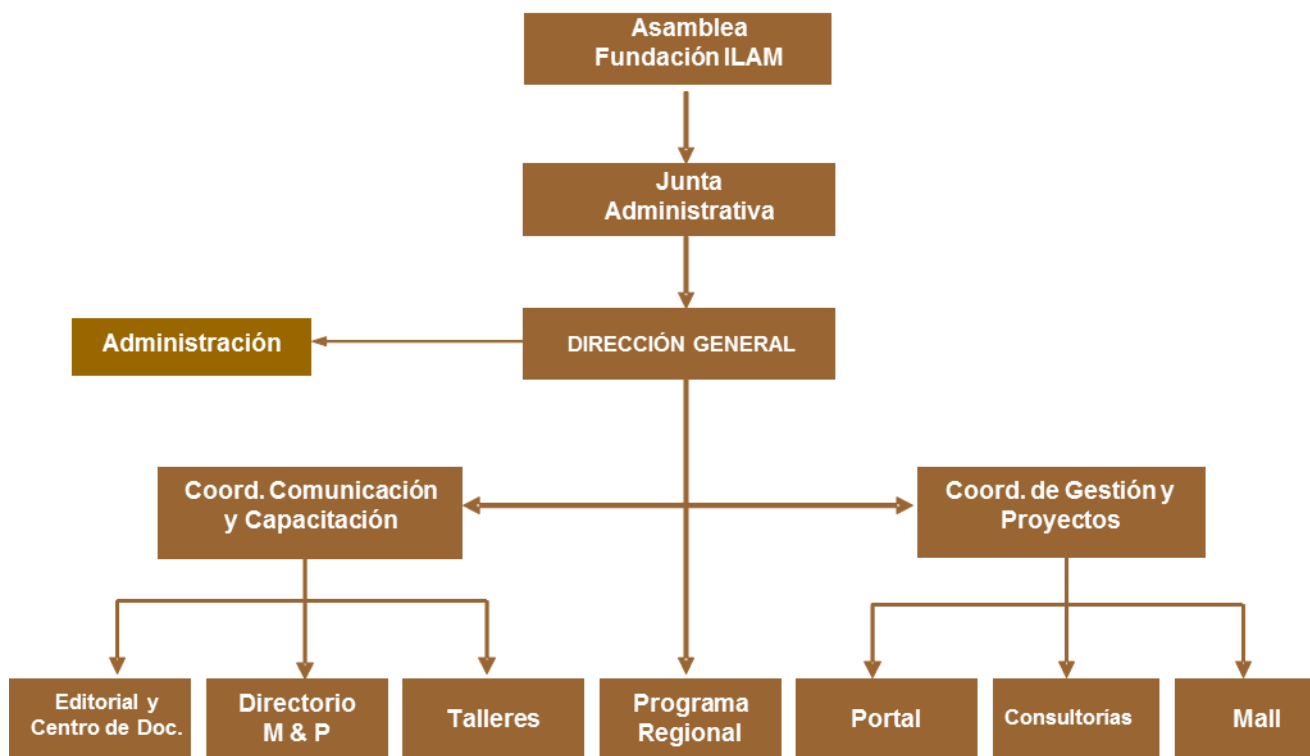 Asamblea
Fundación ILAM
Junta
Administrativa
Administración
DIRECCIÓN GENERAL
Coord. Comunicación
y Capacitación
Coord. de Gestión y
Proyectos
Editorial y
Centro de Doc.
Directorio
M & P
Talleres
Programa
Regional
Portal
Consultorías
Mall